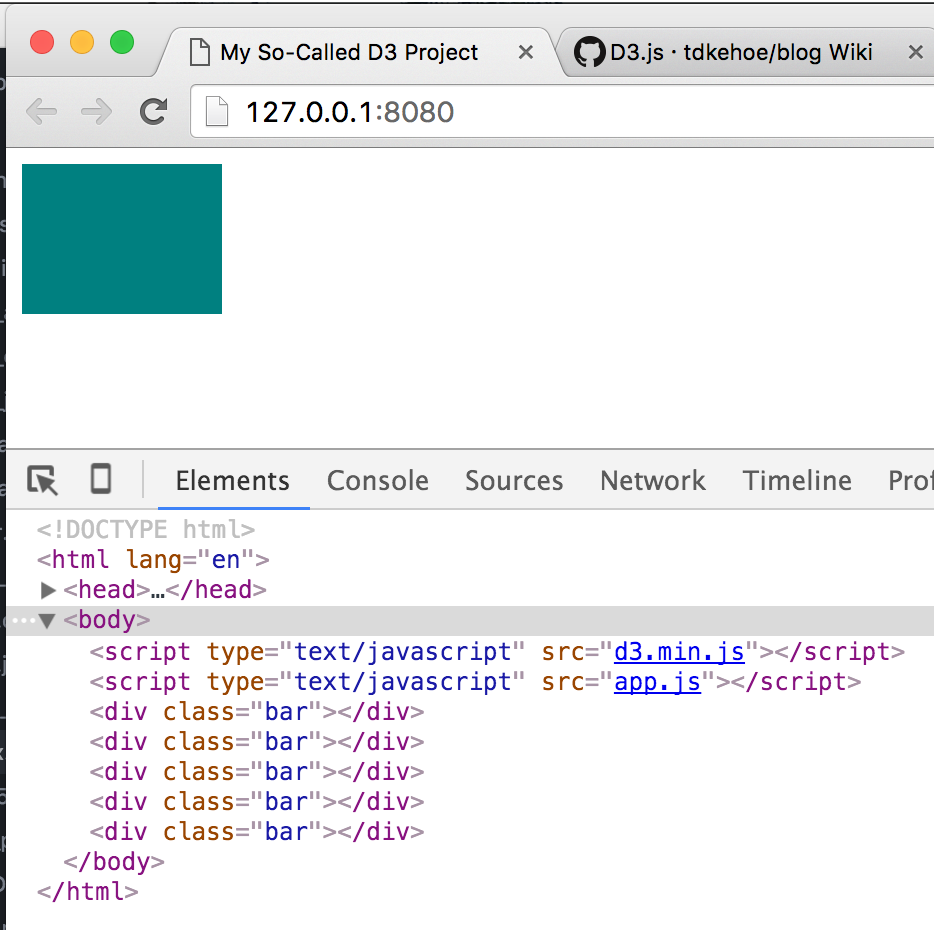 My So-Called D3 Project × D3.js · tdkehoe/blog Wiki ×
127.0.0.1:8080
Elements Console Sources Network Timeline Prof
<!DOCTYPE html>
<html lang="en">
▶ <head>…</head>
▼ <body>
<script type="text/javascript" src="d3.min.js"></script>
<script type="text/javascript" src="app.js"></script>
<div class="bar"></div>
<div class="bar"></div>
<div class="bar"></div>
<div class="bar"></div>
<div class="bar"></div>
</body>
</html>